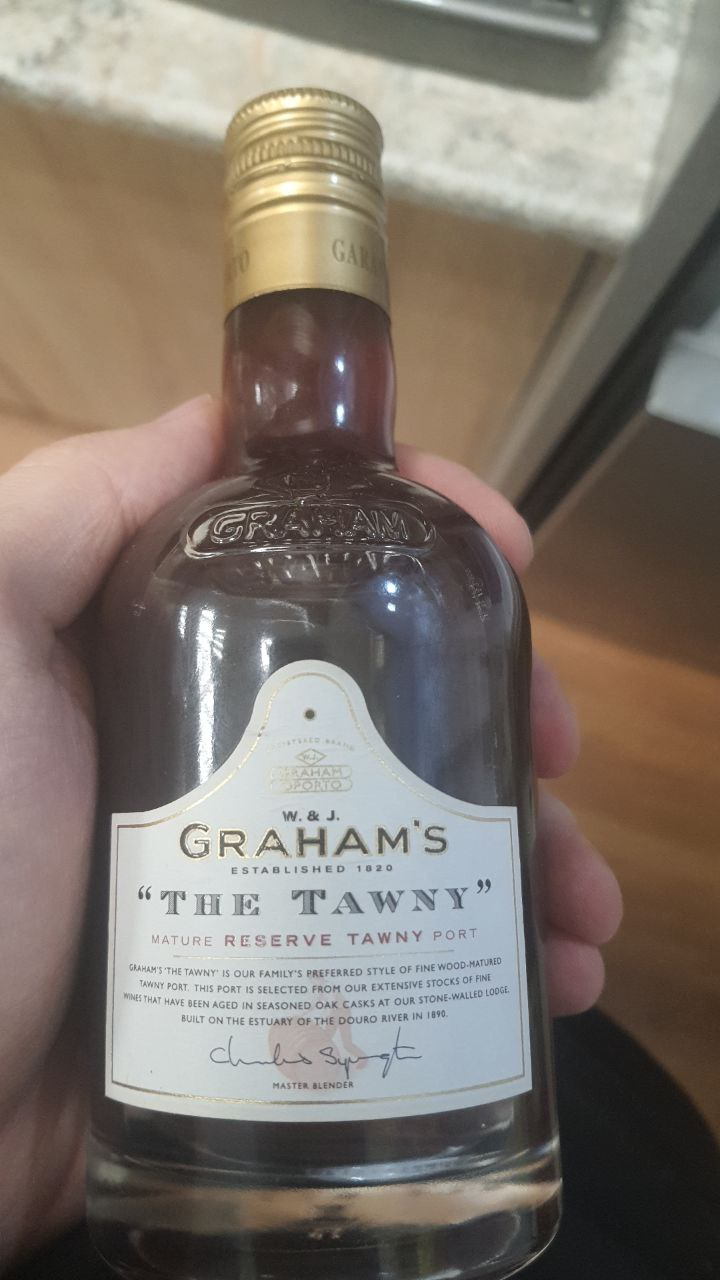 GRAHAM
GRAHAM
OPORTO
W. & J.
GRAHAM'S
ESTABLISHED 1820
"THE TAWNY"
MATURE RESERVE TAWNY PORT
GRAHAM'S 'THE TAWNY' IS OUR FAMILY'S PREFERRED STYLE OF FINE WOOD-MATURED
TAWNY PORT. THIS PORT IS SELECTED FROM OUR EXTENSIVE STOCKS OF FINE
WINES THAT HAVE BEEN AGED IN SEASONED OAK CASKS AT OUR STONE-WALLED LODGE,
BUILT ON THE ESTUARY OF THE DOURO RIVER IN 1890.
MASTER BLENDER